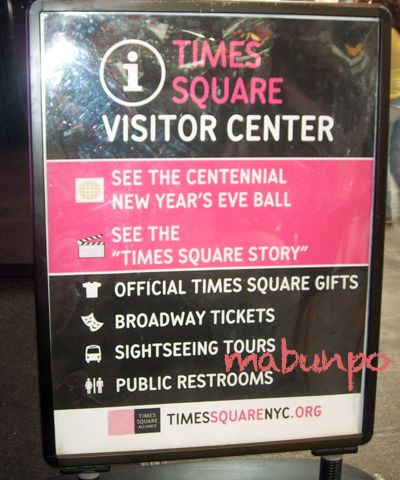 i
TIMES
SQUARE
VISITOR CENTER
SEE THE CENTENNIAL
NEW YEAR'S EVE BALL
SEE THE
"TIMES SQUARE STORY"
OFFICIAL TIMES SQUARE GIFTS
BROADWAY TICKETS
SIGHTSEEING TOURS
mabunpo
PUBLIC RESTROOMS
TIMES
SQUARE
ALLIANCE
TIMESSQUARENYC.ORG